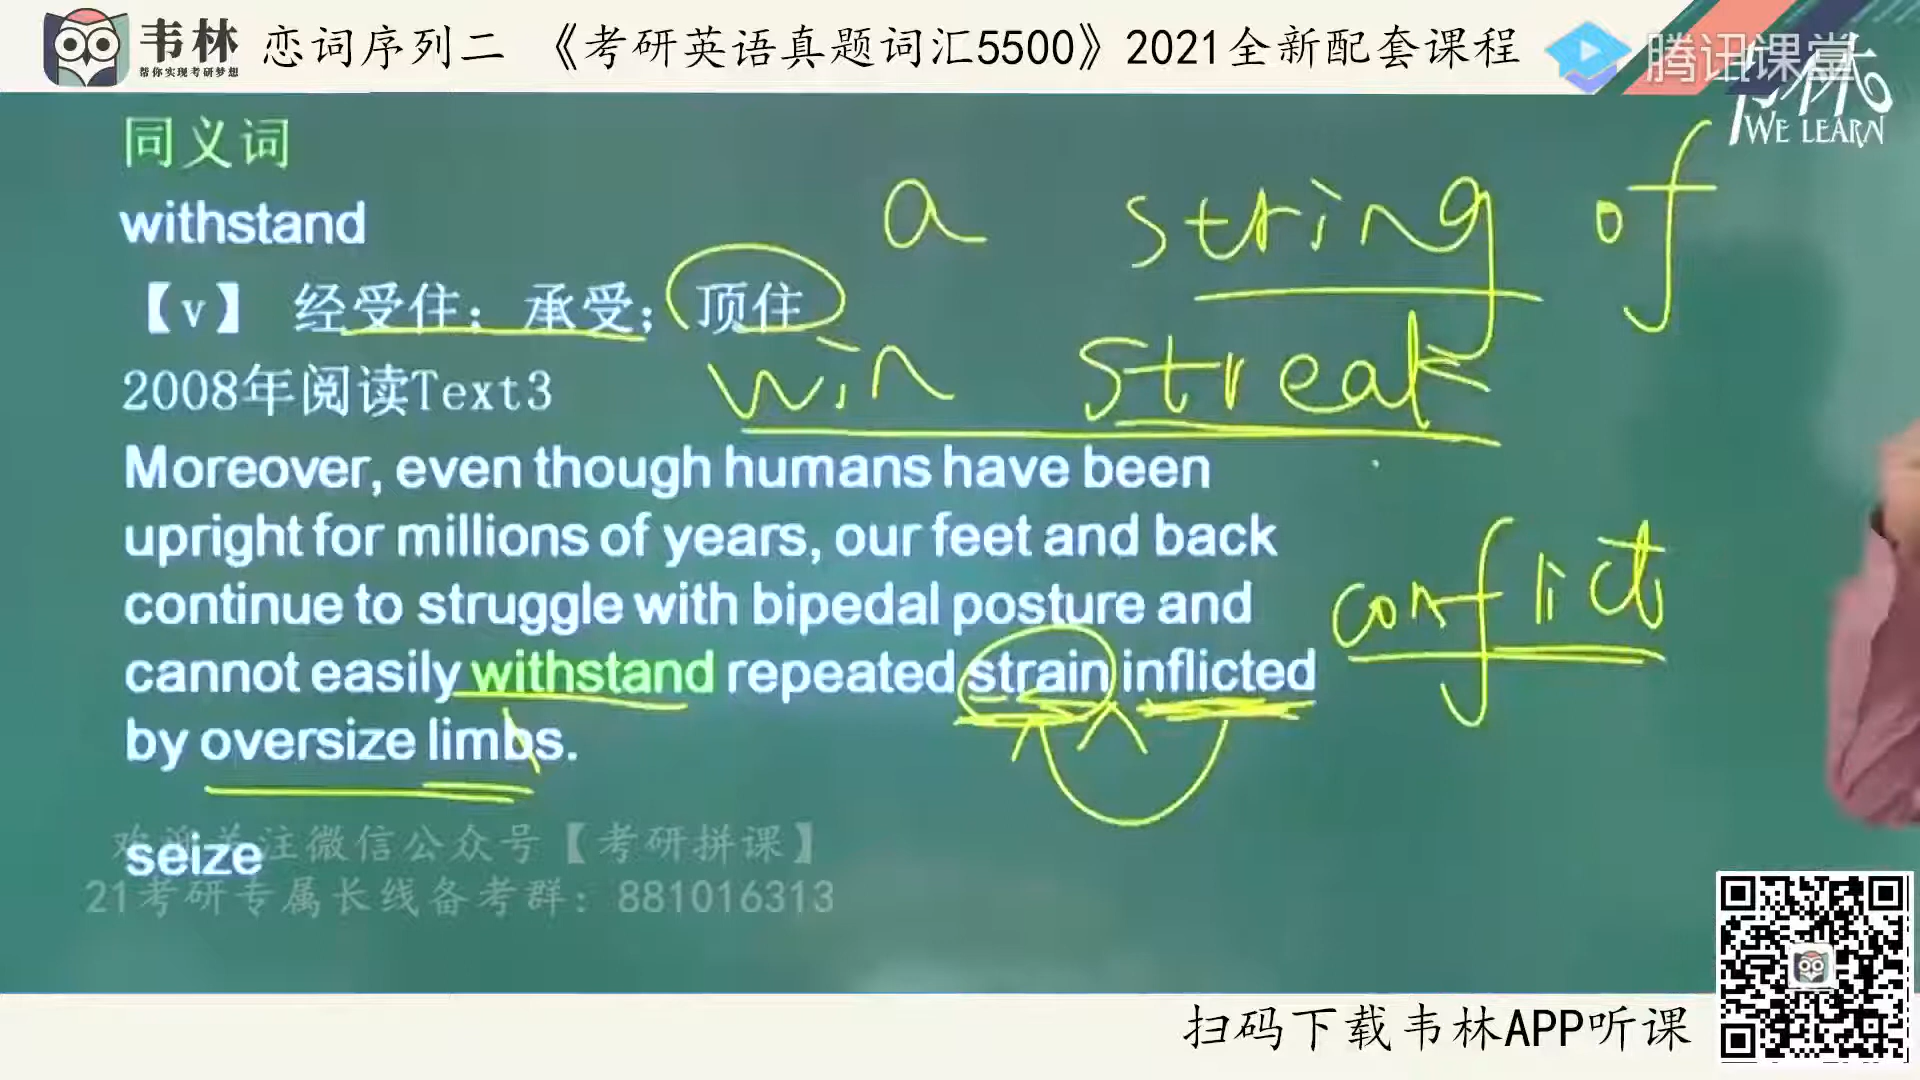 韦林 恋词序列二 《考研英语真题词汇5500》2021全新配套课程 腾讯课堂
帮你实现考研梦想
韦林
WE LEARN
同义词
withstand
a string of
【v】 经受住；承受；顶住
win streak
2008年阅读Text3
Moreover, even though humans have been
upright for millions of years, our feet and back
continue to struggle with bipedal posture and
conflict
cannot easily withstand repeated strain inflicted
by oversize limbs.
欢迎关注微信公众号【考研拼课】
seize
21考研专属长线备考群：881016313
扫码下载韦林APP听课